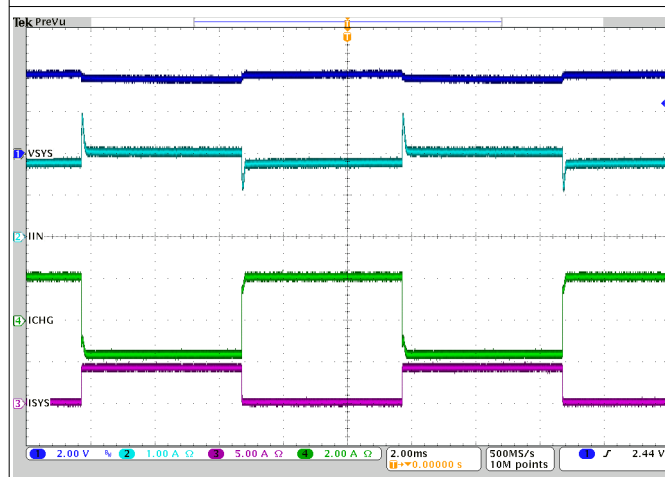 Tek PreVu
T
1 VSYS
2 IIN
4 ICHG
3 ISYS
1 2.00 V 2 1.00 A Ω 3 5.00 A Ω 4 2.00 A Ω
2.00ms
T→▼0.00000 s
500MS/s
10M points
1 2.44 V